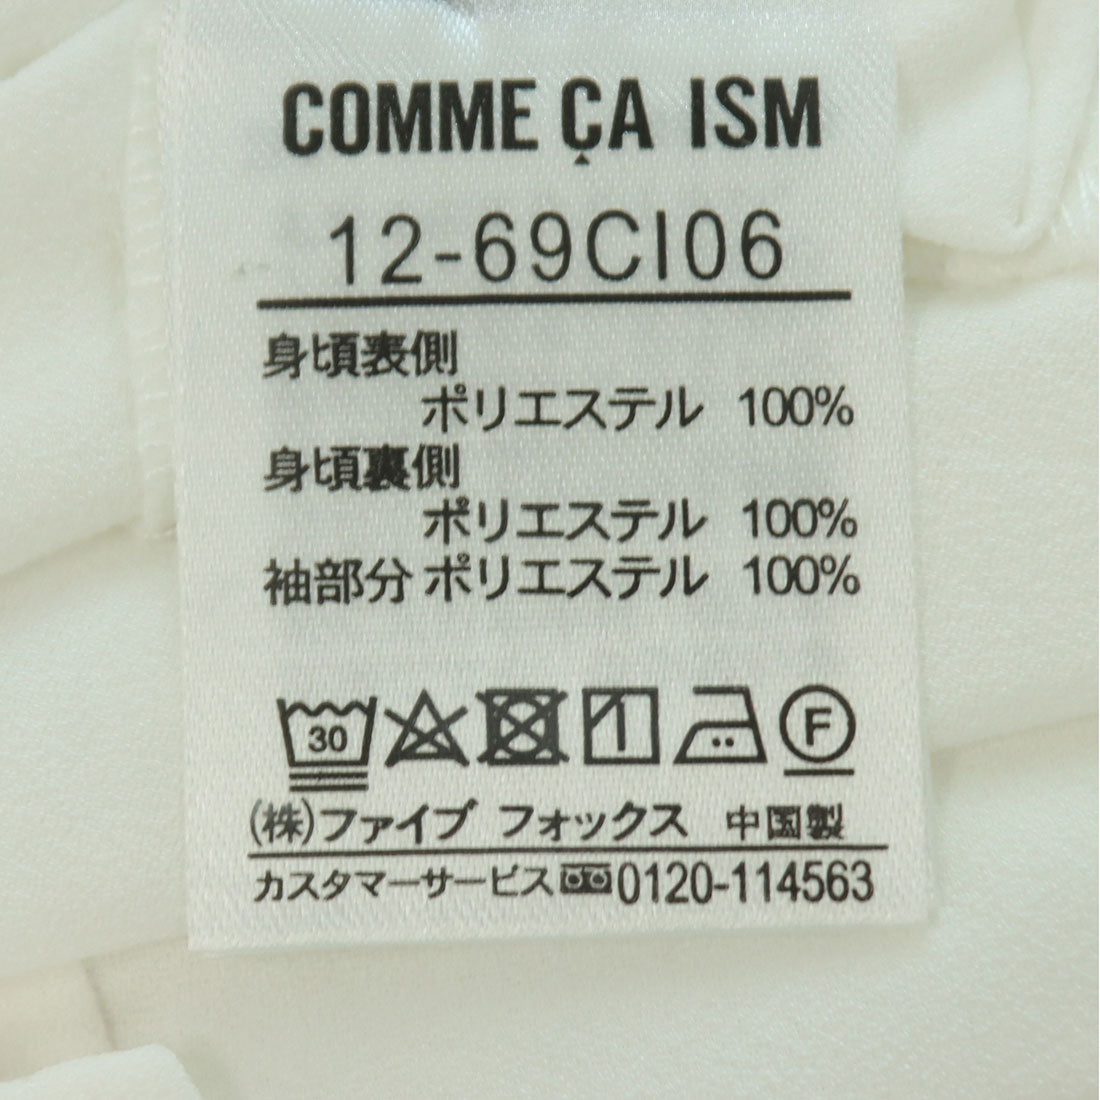 COMME ÇA ISM
12-69CI06
身頃表側
ポリエステル 100%
身頃裏側
ポリエステル 100%
袖部分 ポリエステル 100%
30 F
(株)ファイブ フォックス 中国製
カスタマーサービス 0120-114563